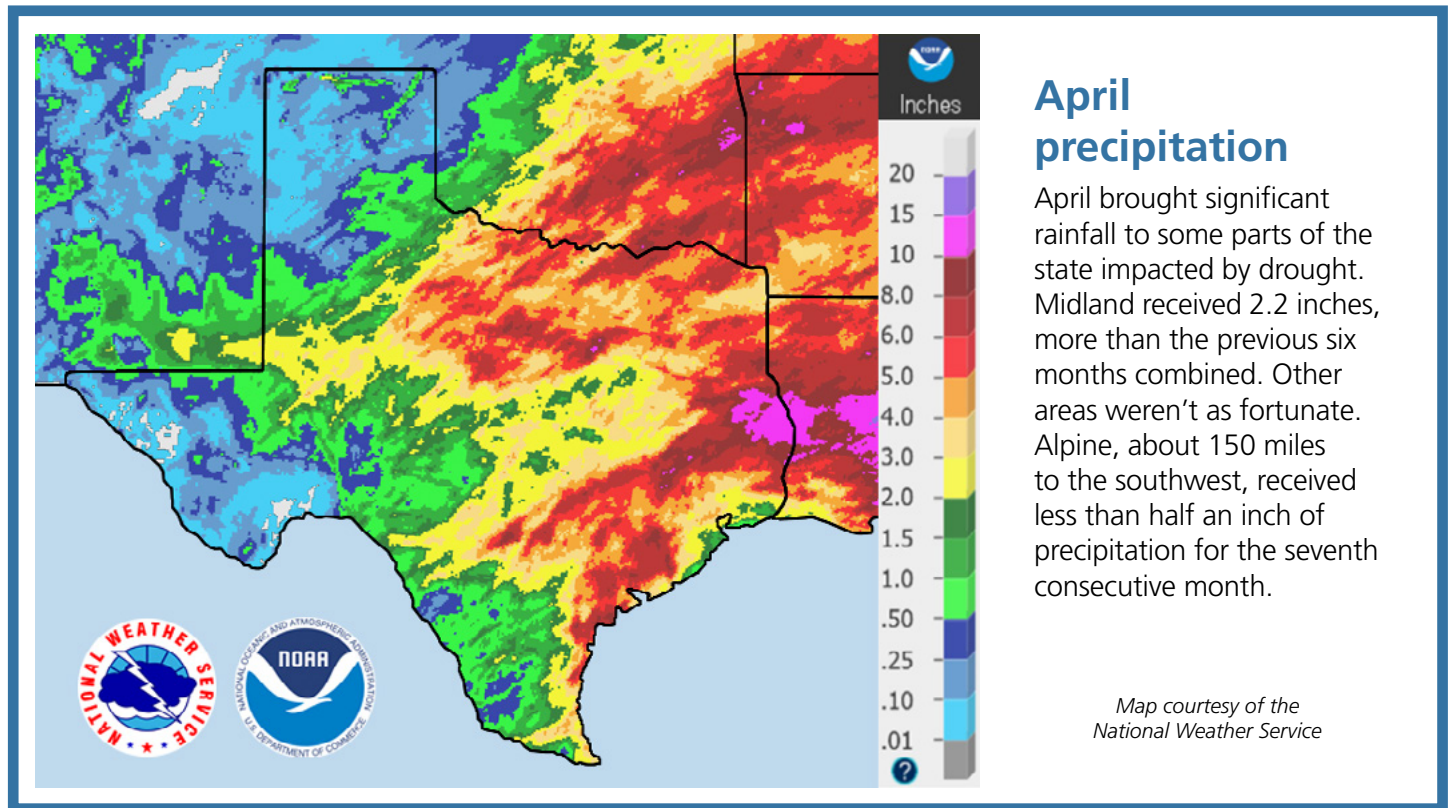 noaa
Inches
20
15
10
8.0
6.0
5.0
4.0
3.0
2.0
1.5
1.0
.50
.25
.10
.01
?
NATIONAL WEATHER SERVICE
NATIONAL OCEANIC AND ATMOSPHERIC ADMINISTRATION
NOAA
U.S. DEPARTMENT OF COMMERCE
April
precipitation
April brought significant
rainfall to some parts of the
state impacted by drought.
Midland received 2.2 inches,
more than the previous six
months combined. Other
areas weren’t as fortunate.
Alpine, about 150 miles
to the southwest, received
less than half an inch of
precipitation for the seventh
consecutive month.
Map courtesy of the
National Weather Service